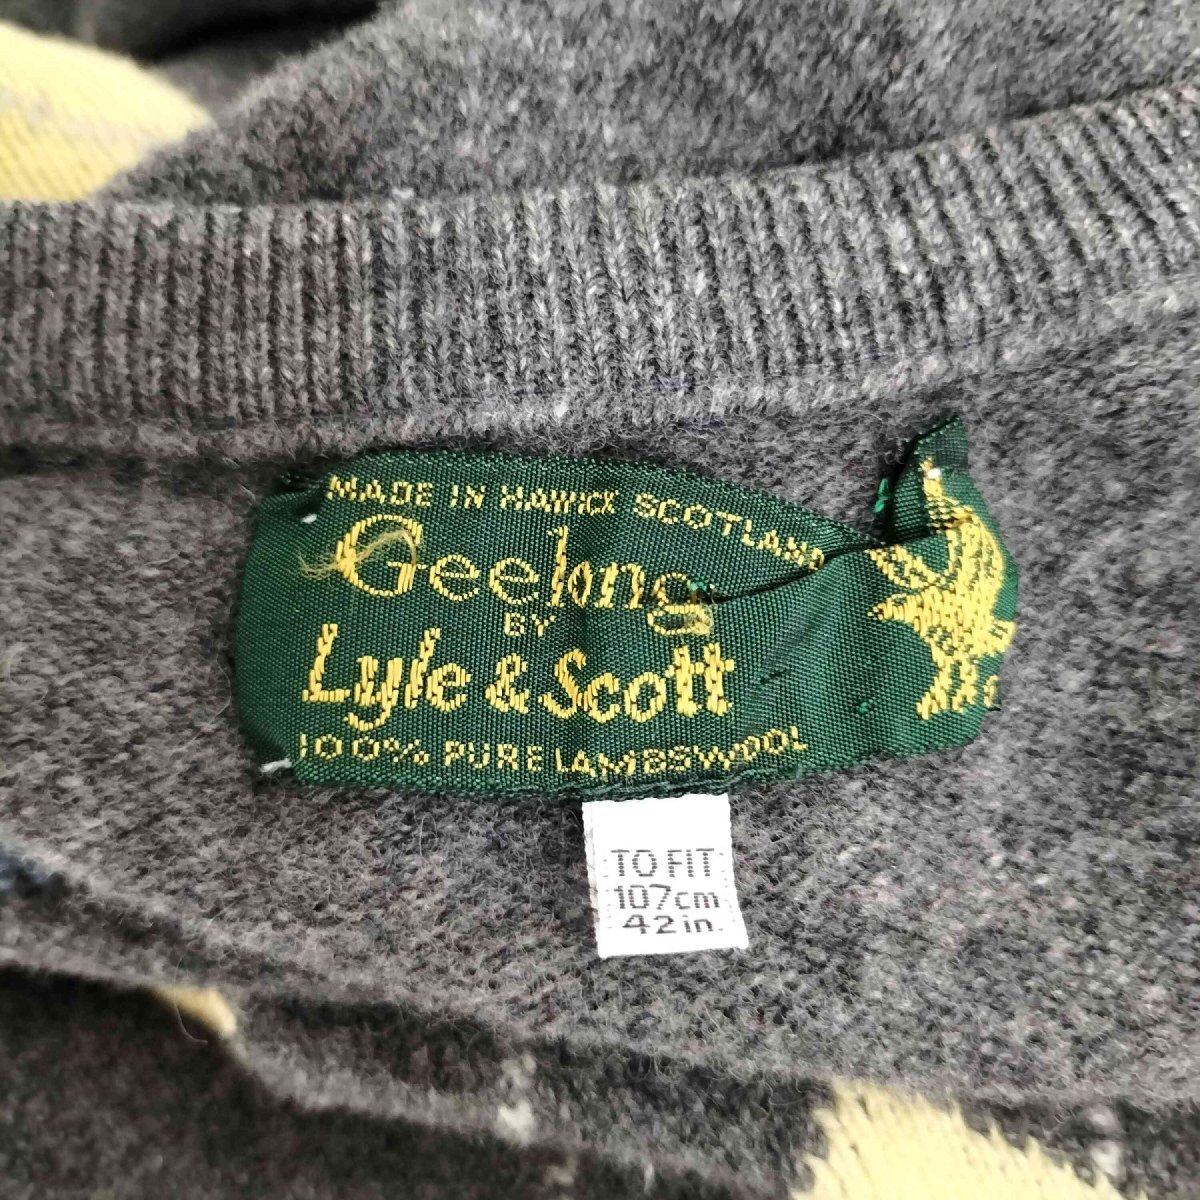 MADE IN HAWICK SCOTLAND
Geelong
BY
Lyle & Scott
100% PURE LAMBSWOOL
TO FIT
107cm
42in.